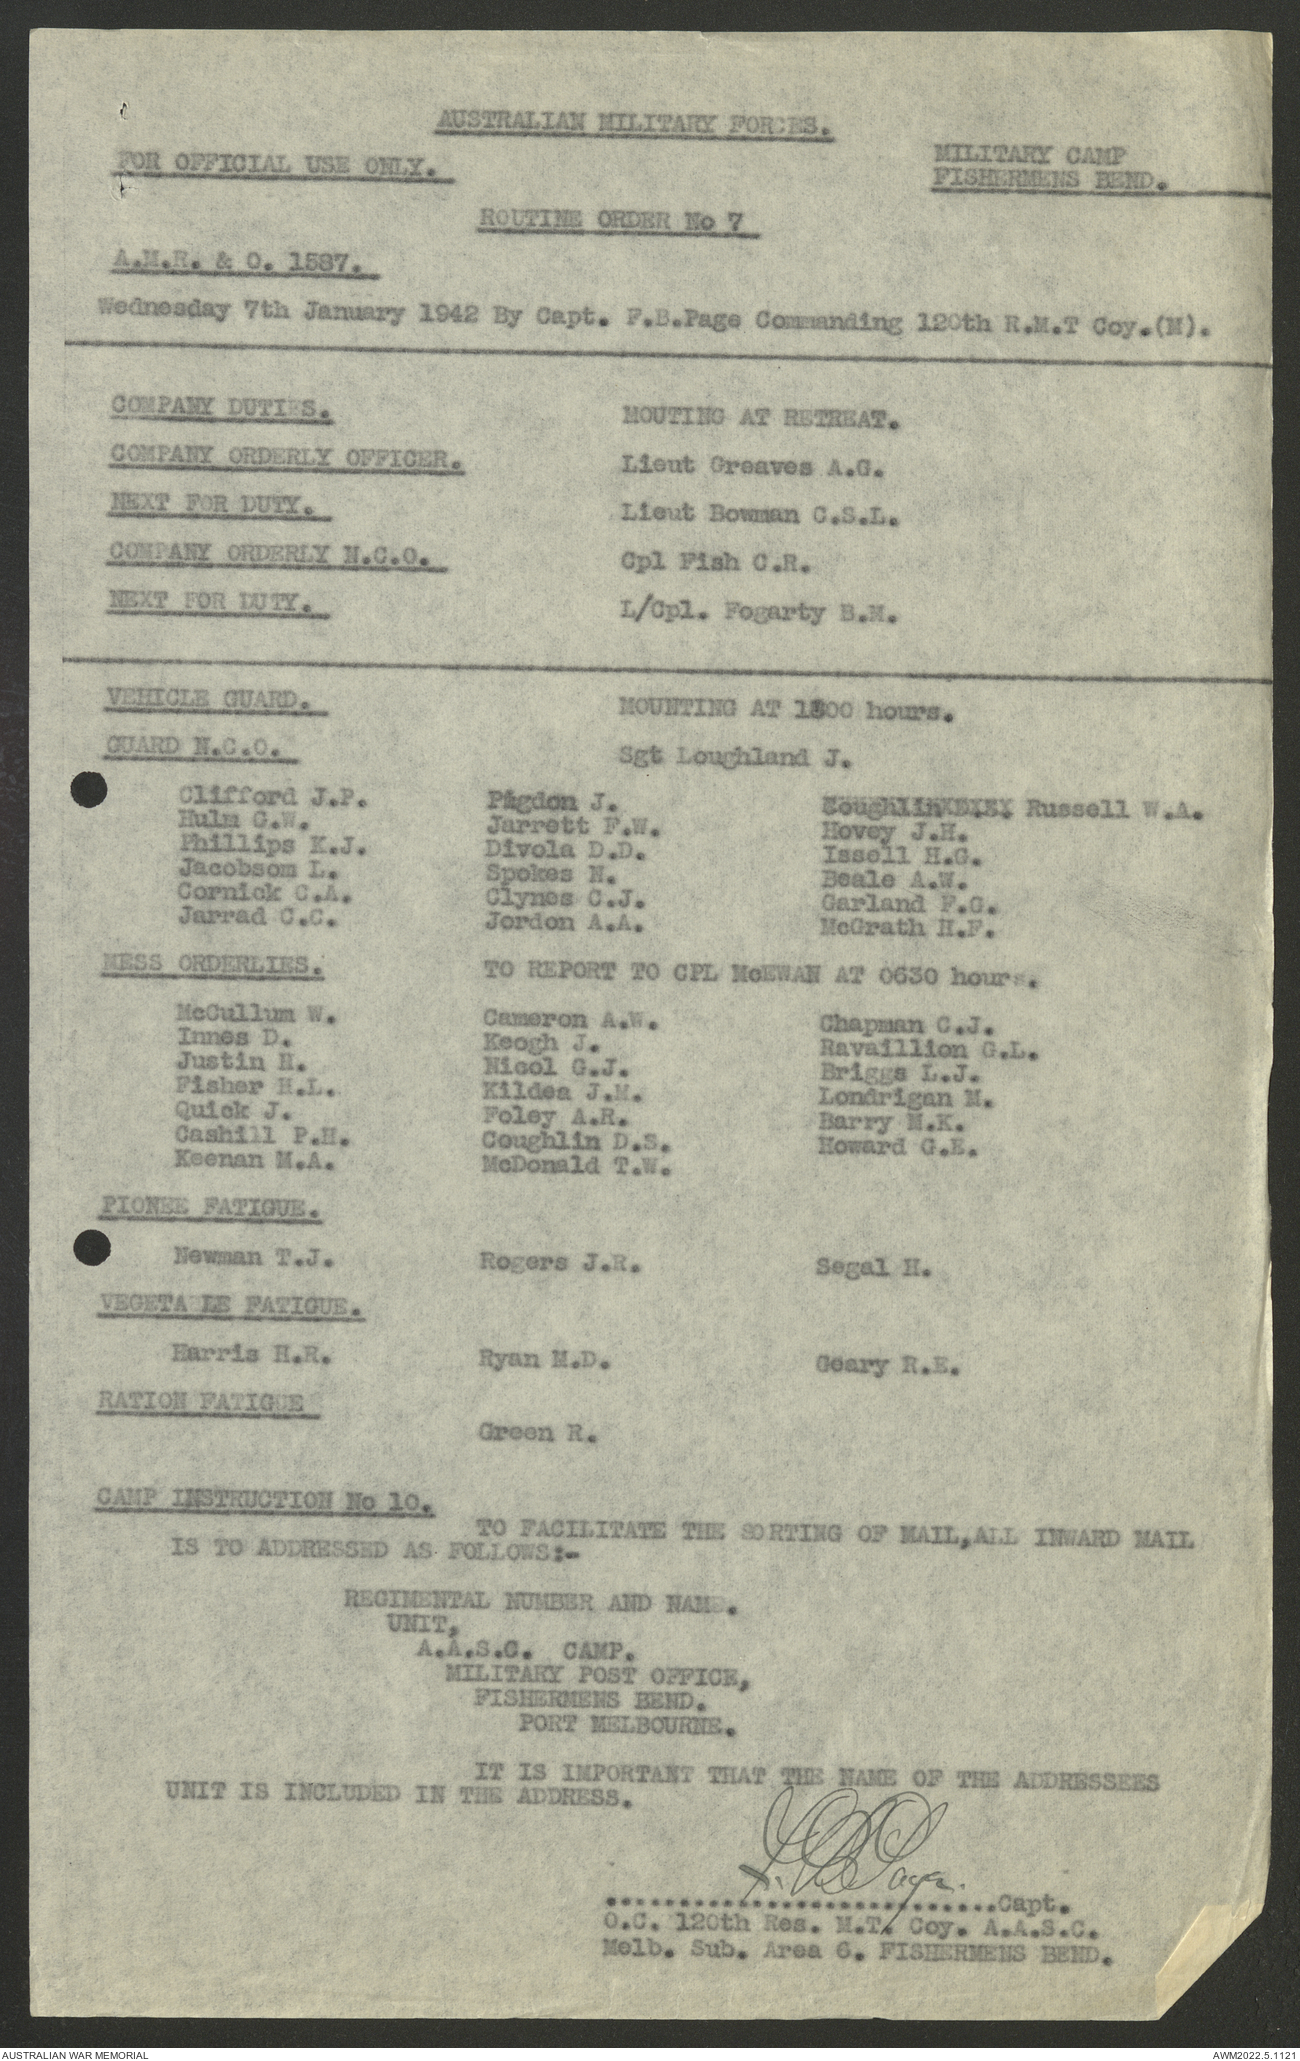 AUSTRALIAN MILITARY FORCES.
FOR OFFICIAL USE ONLY.
MILITARY CAMP
FISHERMENS BEND.
ROUTINE ORDER No 7
A.M.R. & O. 1587.
Wednesday 7th January 1942 By Capt. F.B.Page Commanding 120th R.M.T Coy.(M).
COMPANY DUTIES. MOUTING AT RETREAT.
COMPANY ORDERLY OFFICER. Lieut Greaves A.G.
NEXT FOR DUTY. Lieut Bowman C.S.L.
COMPANY ORDERLY N.C.O. Cpl Fish C.R.
NEXT FOR DUTY. L/Cpl. Fogarty B.M.
VEHICLE GUARD. MOUNTING AT 1800 hours.
GUARD N.C.O. Sgt Loughland J.
Clifford J.P. Pigdon J. Russell W.A.
Hulm G.W. Jarrett F.W. Hovey J.H.
Phillips K.J. Divola D.D. Issell H.G.
Jacobsom L. Spokes N. Beale A.W.
Cornick C.A. Clynes C.J. Garland F.G.
Jarrad C.C. Jordon A.A. McGrath H.F.
MESS ORDERLIES. TO REPORT TO CPL McEWAN AT 0630 hours.
McCullum W. Cameron A.W. Chapman C.J.
Innes D. Keogh J. Ravaillion G.L.
Justin H. Nicol G.J. Briggs L.J.
Fisher H.L. Kildea J.M. Londrigan M.
Quick J. Foley A.R. Barry M.K.
Cashill P.H. Coughlin D.S. Howard G.E.
Keenan M.A. McDonald T.W.
PIONEE FATIGUE.
Newman T.J. Rogers J.R. Segal H.
VEGETABLE FATIGUE.
Harris H.R. Ryan M.D. Geary R.E.
RATION FATIGUE
Green R.
CAMP INSTRUCTION No 10.
TO FACILITATE THE SORTING OF MAIL,ALL INWARD MAIL
IS TO ADDRESSED AS FOLLOWS:-
REGIMENTAL NUMBER AND NAME.
UNIT,
A.A.S.C. CAMP.
MILITARY POST OFFICE,
FISHERMENS BEND.
PORT MELBOURNE.
IT IS IMPORTANT THAT THE NAME OF THE ADDRESSEES
UNIT IS INCLUDED IN THE ADDRESS.
F.B.Page.
...........................Capt.
O.C. 120th Res. M.T. Coy. A.A.S.C.
Melb. Sub. Area 6. FISHERMENS BEND.
AUSTRALIAN WAR MEMORIAL
AWM2022.5.1121